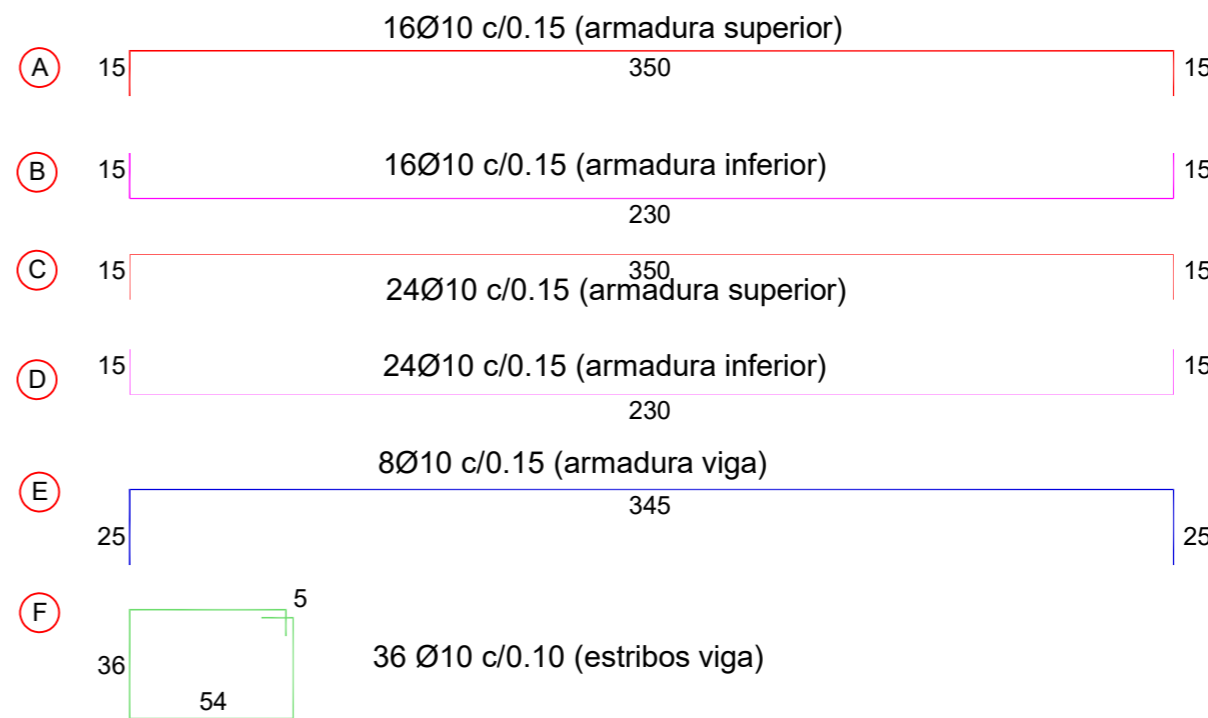 16Ø10 c/0.15 (armadura superior)
A 15 350 15
B 15 16Ø10 c/0.15 (armadura inferior) 15
230
C 15 350 15
24Ø10 c/0.15 (armadura superior)
D 15 24Ø10 c/0.15 (armadura inferior) 15
230
8Ø10 c/0.15 (armadura viga)
E 345
25 25
F 5
36 36 Ø10 c/0.10 (estribos viga)
54